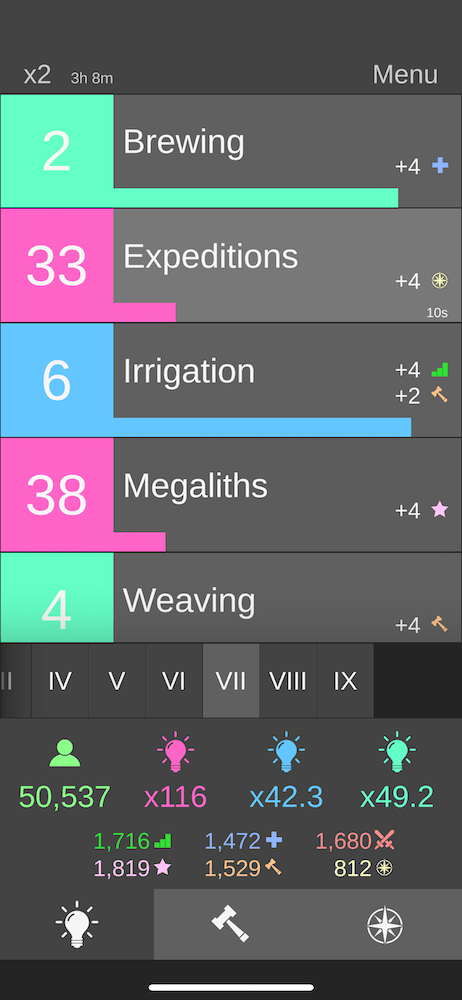 x2 3h 8m Menu
2 Brewing
+4
33 Expeditions
+4
10s
6 Irrigation
+4
+2
38 Megaliths
+4
4 Weaving
+4
II IV V VI VII VIII IX
50,537 x116 x42.3 x49.2
1,716 1,472 1,680
1,819 1,529 812